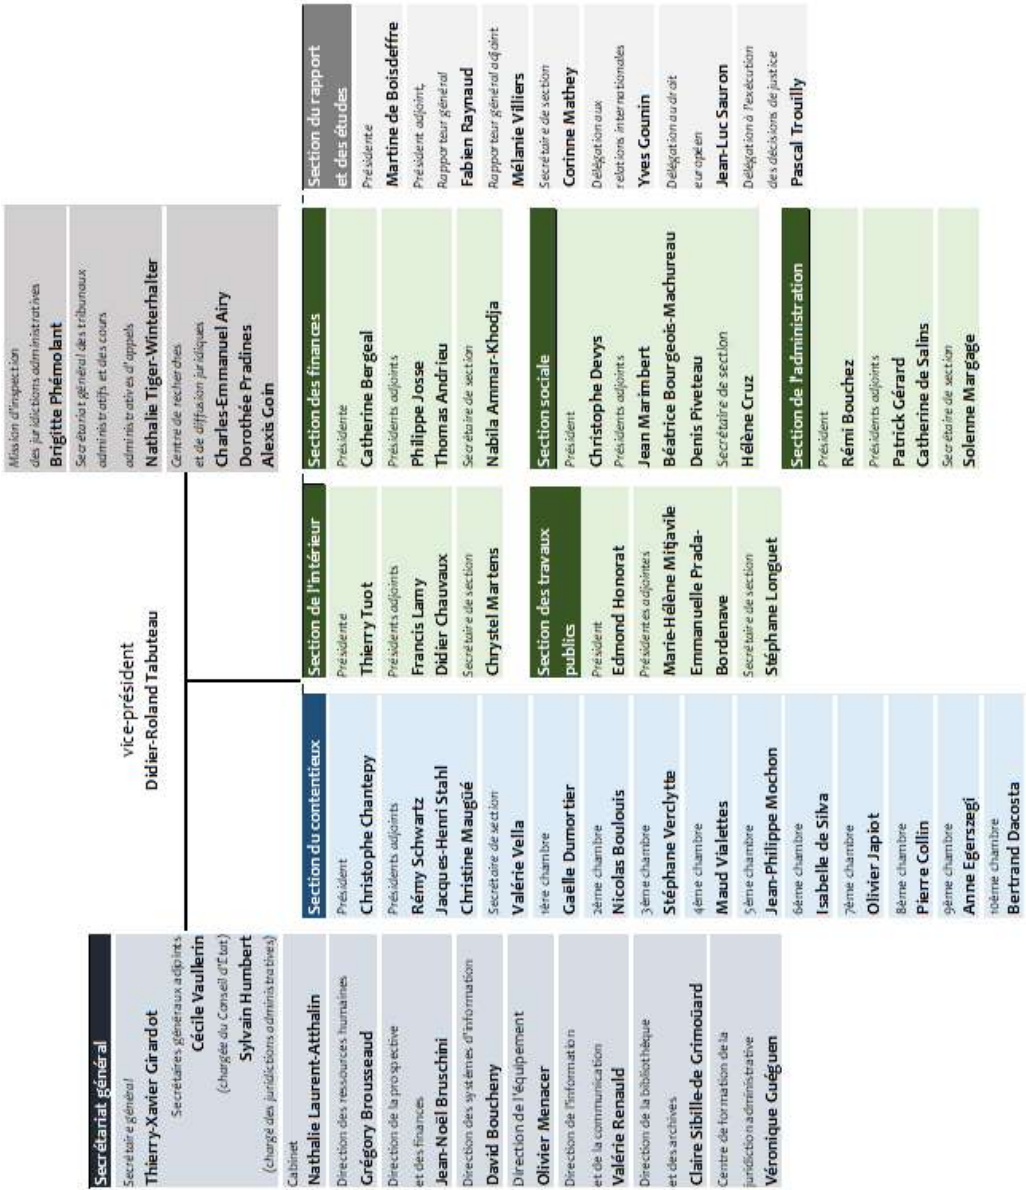 vice-président
Didier-Roland Tabuteau
Secrétariat général
Secrétaire général
Thierry-Xavier Girardot
Secrétaires généraux adjoints
Cécile Vaullerin
(chargée du Conseil d'Etat)
Sylvain Humbert
(chargé des juridictions administratives)
Cabinet
Nathalie Laurent-Atthalin
Direction des ressources humaines
Grégory Brousseaud
Direction de la prospective
et des finances
Jean-Noël Bruschini
Direction des systèmes d'information
David Boucheny
Direction de l'équipement
Olivier Menacer
Direction de l'information
et de la communication
Valérie Renauld
Direction de la bibliothèque
et des archives
Claire Sibille-de Grimoüard
Centre de formation de la
juridiction administrative
Véronique Guéguen
Mission d'inspection
des juridictions administratives
Brigitte Phémolant
Secrétariat général des tribunaux
administratifs et des cours
administratives d'appels
Nathalie Tiger-Winterhalter
Centre de recherches
et de diffusion juridiques
Charles-Emmanuel Airy
Dorothée Pradines
Alexis Goin
Section du contentieux
Président
Christophe Chantepy
Présidents adjoints
Rémy Schwartz
Jacques-Henri Stahl
Christine Maugüé
Secrétaire de section
Valérie Vella
1ère chambre
Gaëlle Dumortier
2ème chambre
Nicolas Boulouis
3ème chambre
Stéphane Verclytte
4ème chambre
Maud Vialettes
5ème chambre
Jean-Philippe Mochon
6ème chambre
Isabelle de Silva
7ème chambre
Olivier Japiot
8ème chambre
Pierre Collin
9ème chambre
Anne Egerszegi
10ème chambre
Bertrand Dacosta
Section de l'intérieur
Présidente
Thierry Tuot
Présidents adjoints
Francis Lamy
Didier Chauvaux
Secrétaire de section
Chrystel Martens
Section des travaux
publics
Président
Edmond Honorat
Présidentes adjointes
Marie-Hélène Mitjavile
Emmanuelle Prada-
Bordenave
Secrétaire de section
Stéphane Longuet
Section des finances
Présidente
Catherine Bergeal
Présidents adjoints
Philippe Josse
Thomas Andrieu
Secrétaire de section
Nabila Ammar-Khodja
Section sociale
Président
Christophe Devys
Présidents adjoints
Jean Marimbert
Béatrice Bourgeois-Machureau
Denis Piveteau
Secrétaire de section
Hélène Cruz
Section de l'administration
Président
Rémi Bouchez
Présidents adjoints
Patrick Gérard
Catherine de Salins
Secrétaire de section
Solenne Margage
Section du rapport
et des études
Présidente
Martine de Boisdeffre
Président adjoint,
Rapporteur général
Fabien Raynaud
Rapporteur général adjoint
Mélanie Villiers
Secrétaire de section
Corinne Mathey
Délégation aux
relations internationales
Yves Gounin
Délégation au droit
européen
Jean-Luc Sauron
Délégation à l'exécution
des décisions de justice
Pascal Trouilly